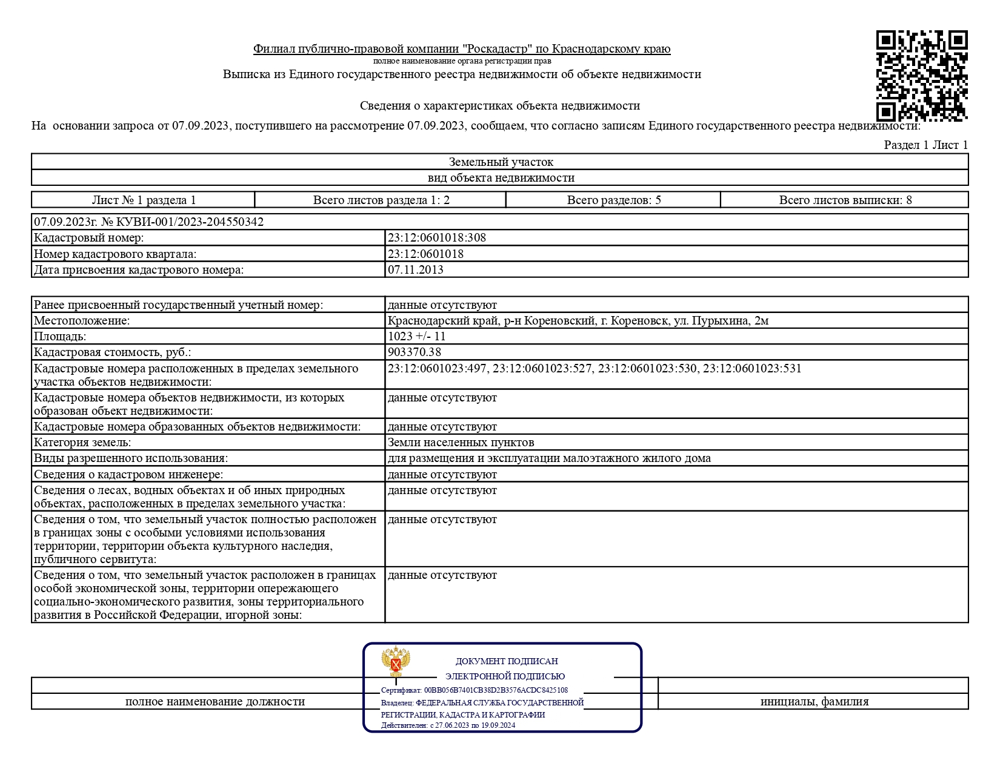 Филиал публично-правовой компании "Роскадастр" по Краснодарскому краю
полное наименование органа регистрации прав
Выписка из Единого государственного реестра недвижимости об объекте недвижимости
Сведения о характеристиках объекта недвижимости
На основании запроса от 07.09.2023, поступившего на рассмотрение 07.09.2023, сообщаем, что согласно записям Единого государственного реестра недвижимости:
Раздел 1 Лист 1
Земельный участок
вид объекта недвижимости
Лист № 1 раздела 1 Всего листов раздела 1: 2 Всего разделов: 5 Всего листов выписки: 8
07.09.2023г. № КУВИ-001/2023-204550342
Кадастровый номер: 23:12:0601018:308
Номер кадастрового квартала: 23:12:0601018
Дата присвоения кадастрового номера: 07.11.2013
Ранее присвоенный государственный учетный номер: данные отсутствуют
Местоположение: Краснодарский край, р-н Кореновский, г. Кореновск, ул. Пурыхина, 2м
Площадь: 1023 +/- 11
Кадастровая стоимость, руб.: 903370.38
Кадастровые номера расположенных в пределах земельного 23:12:0601023:497, 23:12:0601023:527, 23:12:0601023:530, 23:12:0601023:531
участка объектов недвижимости:
Кадастровые номера объектов недвижимости, из которых данные отсутствуют
образован объект недвижимости:
Кадастровые номера образованных объектов недвижимости: данные отсутствуют
Категория земель: Земли населенных пунктов
Виды разрешенного использования: для размещения и эксплуатации малоэтажного жилого дома
Сведения о кадастровом инженере: данные отсутствуют
Сведения о лесах, водных объектах и об иных природных данные отсутствуют
объектах, расположенных в пределах земельного участка:
Сведения о том, что земельный участок полностью расположен данные отсутствуют
в границах зоны с особыми условиями использования
территории, территории объекта культурного наследия,
публичного сервитута:
Сведения о том, что земельный участок расположен в границах данные отсутствуют
особой экономической зоны, территории опережающего
социально-экономического развития, зоны территориального
развития в Российской Федерации, игорной зоны:
ДОКУМЕНТ ПОДПИСАН
ЭЛЕКТРОННОЙ ПОДПИСЬЮ
Сертификат: 00BB056B7401CB38D2B3576ACDC8425108
Владелец: ФЕДЕРАЛЬНАЯ СЛУЖБА ГОСУДАРСТВЕННОЙ
РЕГИСТРАЦИИ, КАДАСТРА И КАРТОГРАФИИ
Действителен: с 27.06.2023 по 19.09.2024
полное наименование должности
инициалы, фамилия